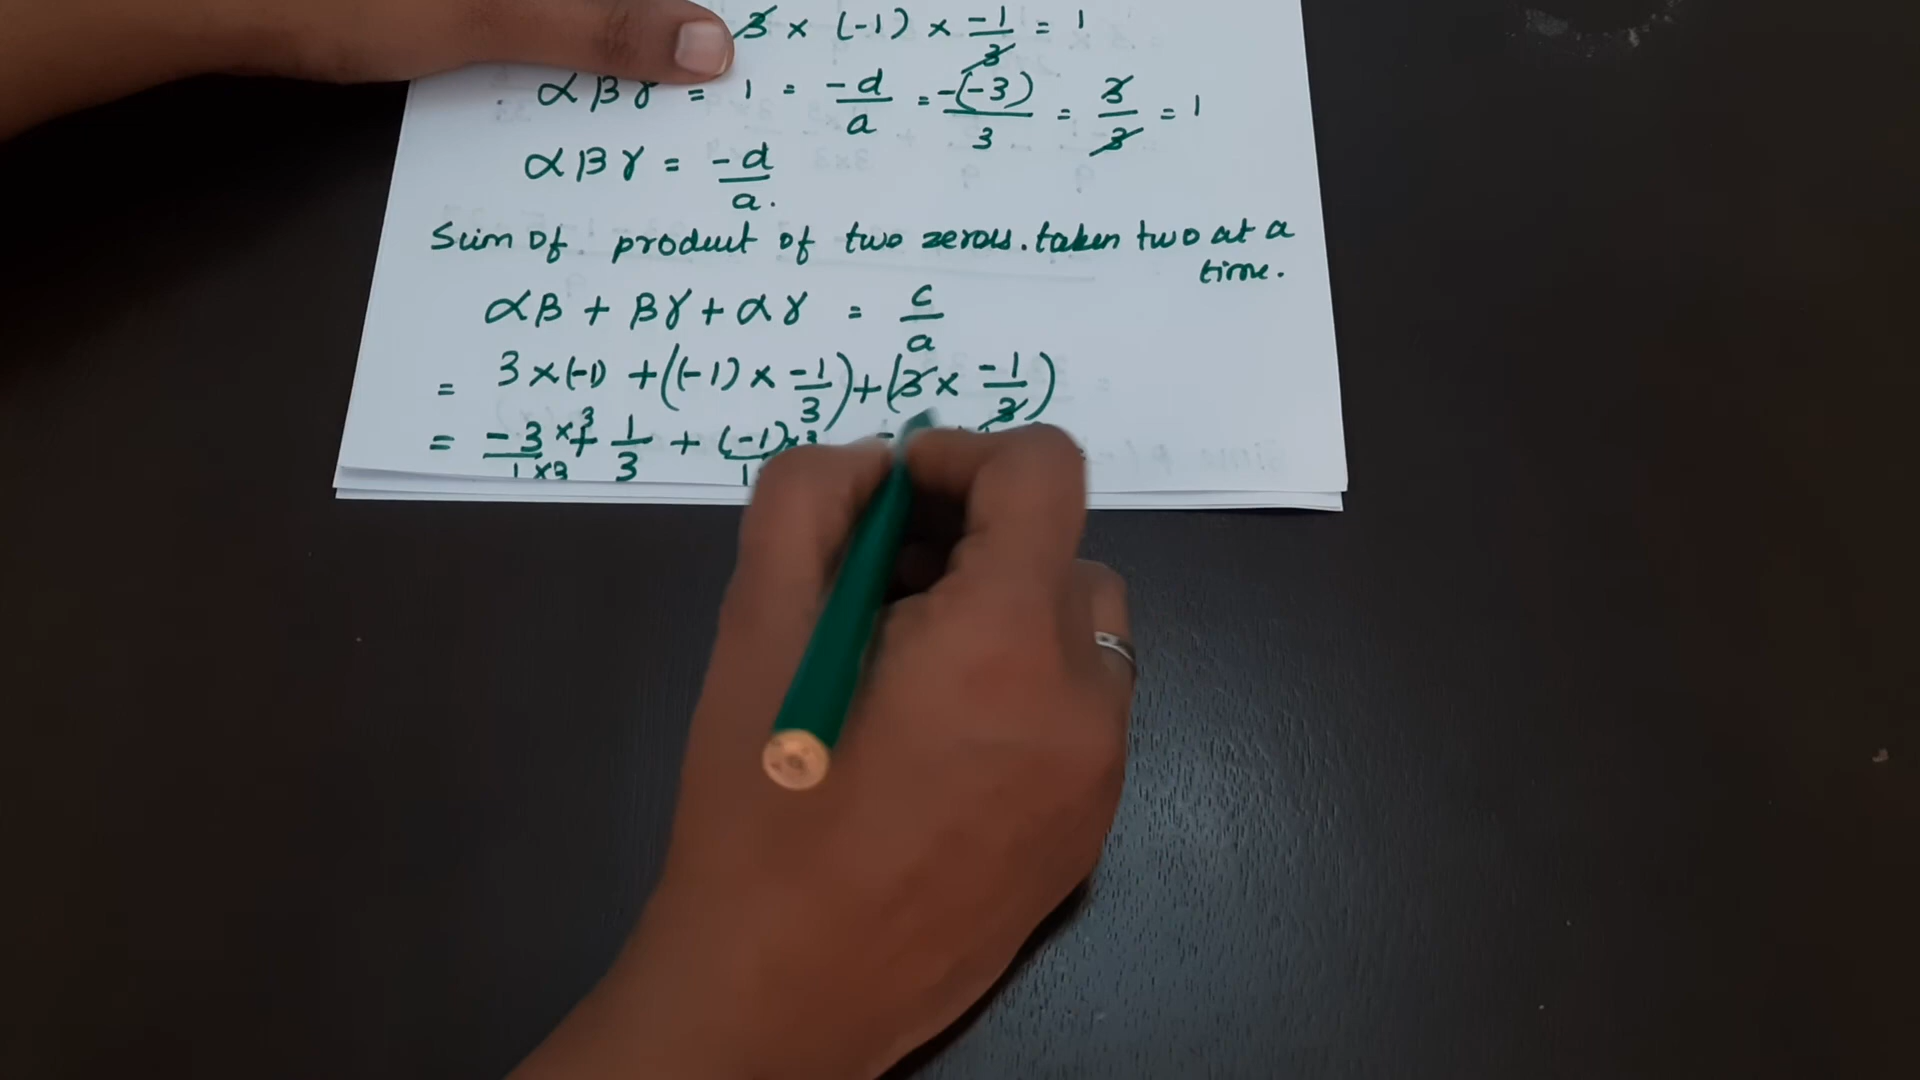 3 × (-1) × -1/3 = 1
αβγ = 1 = -d/a = -(-3)/3 = 3/3 = 1
αβγ = -d/a.
Sum of product of two zeros. taken two at a
time.
αβ + βγ + αγ = c/a
= 3×(-1) + ((-1) × -1/3) + (3 × -1/3)
= -3×3/1×3 + 1/3 + (-1)×3/1